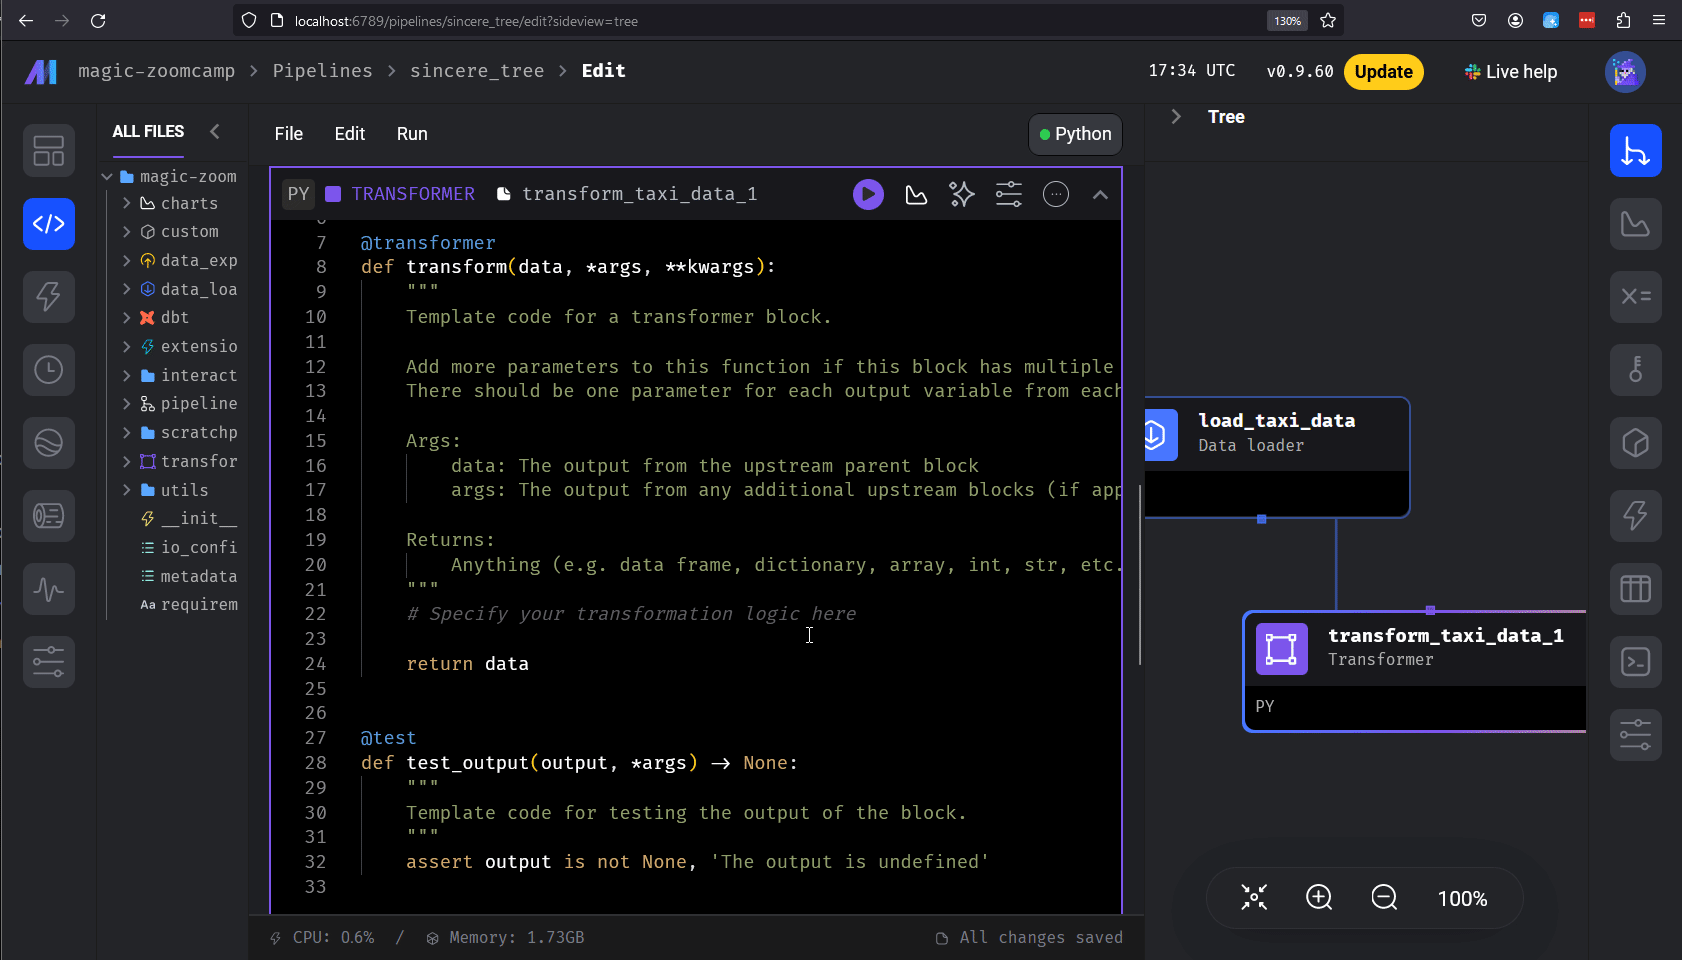 localhost:6789/pipelines/sincere_tree/edit?sideview=tree
130%
magic-zoomcamp > Pipelines > sincere_tree > Edit
17:34 UTC
v0.9.60
Update
Live help
ALL FILES
File Edit Run
Python
Tree
magic-zoom
charts
custom
data_exp
data_loa
dbt
extensio
interact
pipeline
scratchp
transfor
utils
__init__
io_confi
metadata
Aa requirem
PY TRANSFORMER transform_taxi_data_1
7 @transformer
8 def transform(data, *args, **kwargs):
9 """
10 Template code for a transformer block.
11
12 Add more parameters to this function if this block has multiple
13 There should be one parameter for each output variable from each
14
15 Args:
16 data: The output from the upstream parent block
17 args: The output from any additional upstream blocks (if app
18
19 Returns:
20 Anything (e.g. data frame, dictionary, array, int, str, etc.
21 """
22 # Specify your transformation logic here
23
24 return data
25
26
27 @test
28 def test_output(output, *args) -> None:
29 """
30 Template code for testing the output of the block.
31 """
32 assert output is not None, 'The output is undefined'
33
load_taxi_data
Data loader
transform_taxi_data_1
Transformer
PY
100%
CPU: 0.6% / Memory: 1.73GB
All changes saved